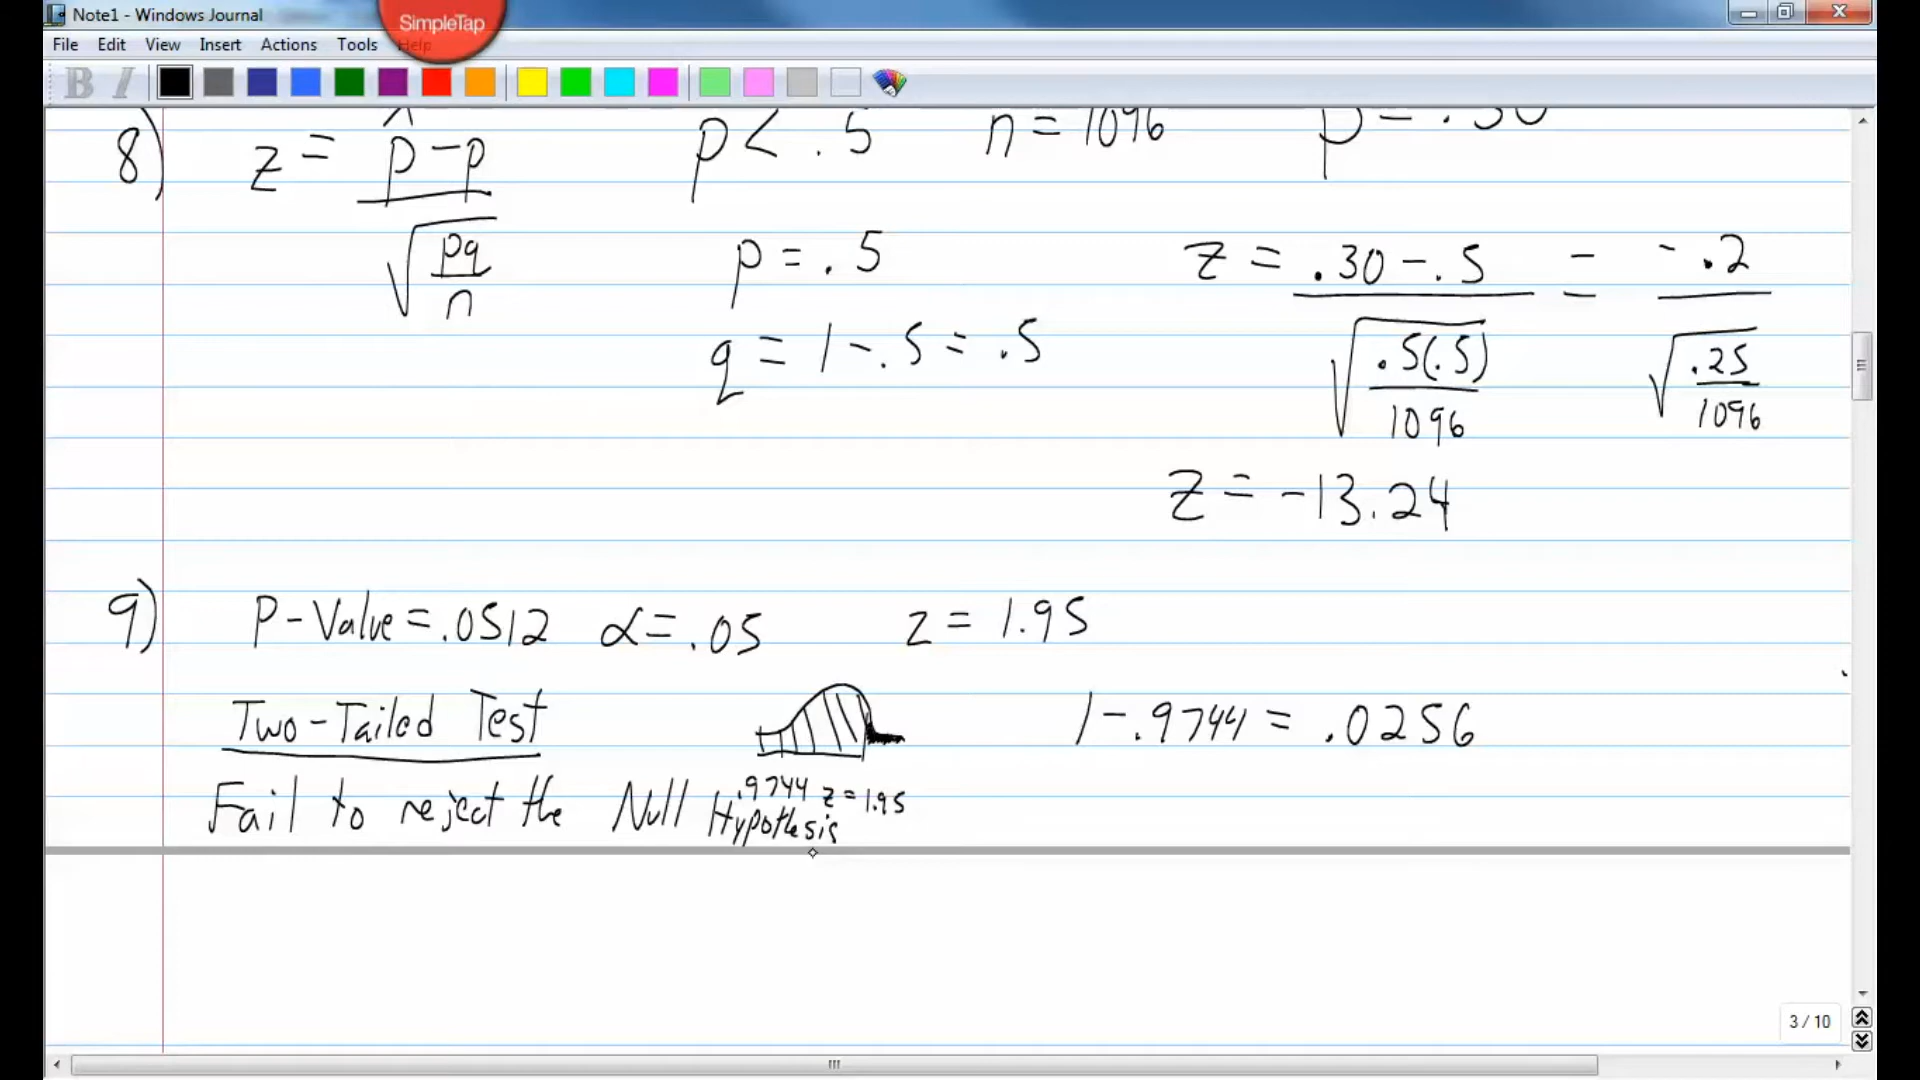 Note1 - Windows Journal
SimpleTap
File Edit View Insert Actions Tools Help
B I
8) z = p̂ - p / √(pq/n)
p < .5 n = 1096 p̂ = .30
p = .5
q = 1 - .5 = .5
z = .30 - .5 / √(.5(.5)/1096) = -.2 / √(.25/1096)
z = -13.24
9) P-Value = .0512 α = .05 z = 1.95
Two-Tailed Test 1 - .9744 = .0256
.9744 z = 1.95
Fail to reject the Null Hypothesis
3 / 10